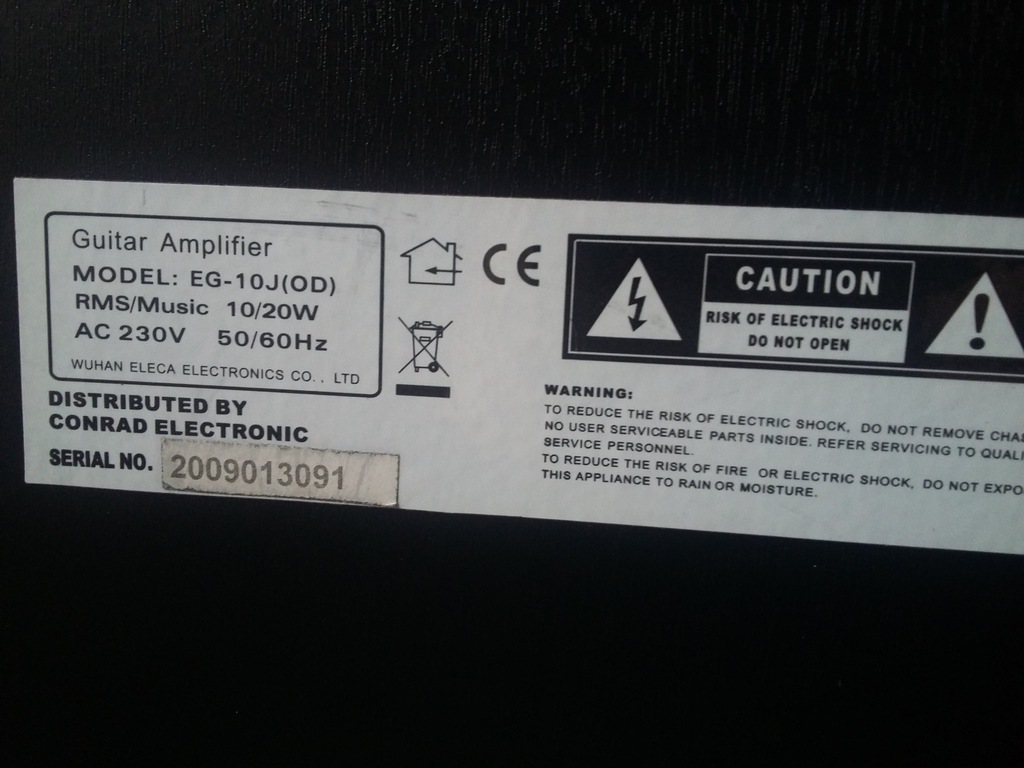 Guitar Amplifier
MODEL: EG-10J(OD)
RMS/Music 10/20W
AC 230V 50/60Hz
WUHAN ELECA ELECTRONICS CO., LTD
DISTRIBUTED BY
CONRAD ELECTRONIC
SERIAL NO. 2009013091
CE
CAUTION
RISK OF ELECTRIC SHOCK
DO NOT OPEN
WARNING:
TO REDUCE THE RISK OF ELECTRIC SHOCK, DO NOT REMOVE
NO USER SERVICEABLE PARTS INSIDE. REFER SERVICING TO
SERVICE PERSONNEL.
TO REDUCE THE RISK OF FIRE OR ELECTRIC SHOCK, DO NOT
THIS APPLIANCE TO RAIN OR MOISTURE.